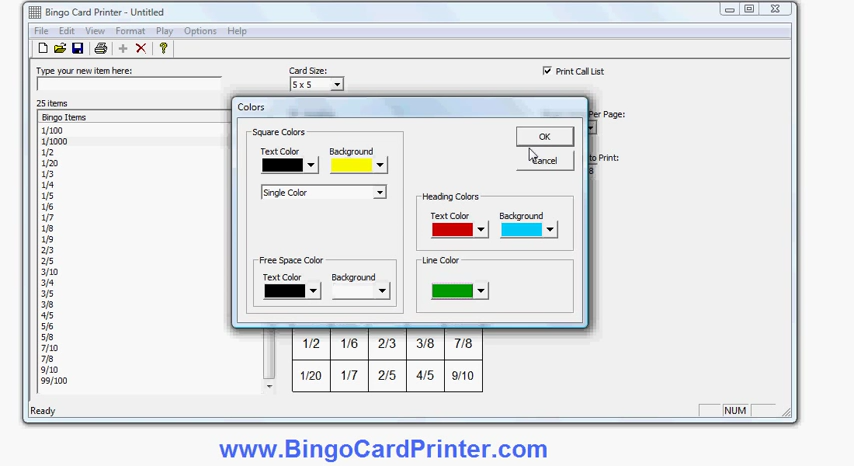 Bingo Card Printer - Untitled
File Edit View Format Play Options Help
Type your new item here:
Card Size:
5 x 5
Print Call List
25 items
Bingo Items
1/100
1/1000
1/2
1/20
1/3
1/4
1/5
1/6
1/7
1/8
1/9
2/3
2/5
3/10
3/4
3/5
3/8
4/5
5/6
5/8
7/10
7/8
9/10
99/100
Per Page:
to Print:
8
Colors
Square Colors
Text Color Background
Single Color
OK
Cancel
Heading Colors
Text Color Background
Free Space Color
Text Color Background
Line Color
1/2 1/6 2/3 3/8 7/8
1/20 1/7 2/5 4/5 9/10
Ready
NUM
www.BingoCardPrinter.com